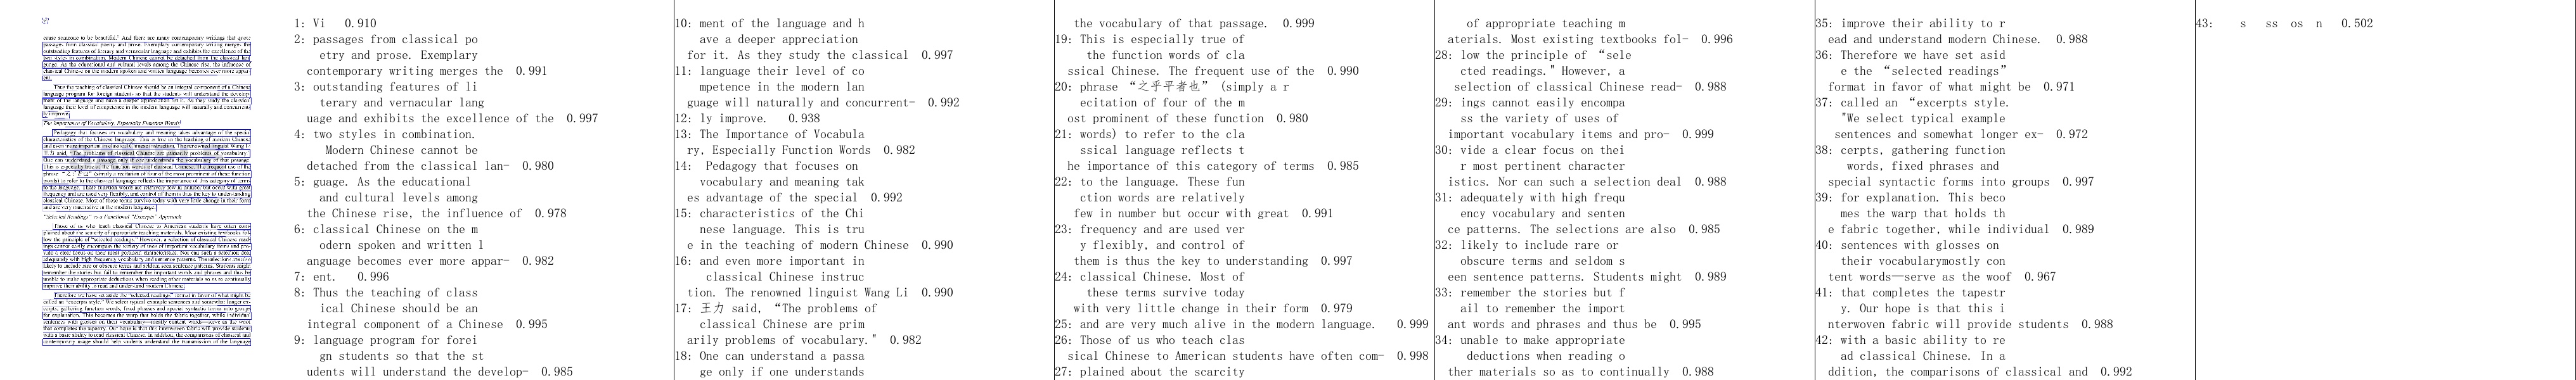 1: Vi 0.910
2: passages from classical po
etry and prose. Exemplary
contemporary writing merges the 0.991
3: outstanding features of li
terary and vernacular lang
uage and exhibits the excellence of the 0.997
4: two styles in combination.
Modern Chinese cannot be
detached from the classical lan- 0.980
5: guage. As the educational
and cultural levels among
the Chinese rise, the influence of 0.978
6: classical Chinese on the m
odern spoken and written l
anguage becomes ever more appar- 0.982
7: ent. 0.996
8: Thus the teaching of class
ical Chinese should be an
integral component of a Chinese 0.995
9: language program for forei
gn students so that the st
udents will understand the develop- 0.985
10: ment of the language and h
ave a deeper appreciation
for it. As they study the classical 0.997
11: language their level of co
mpetence in the modern lan
guage will naturally and concurrent- 0.992
12: ly improve. 0.938
13: The Importance of Vocabula
ry, Especially Function Words 0.982
14: Pedagogy that focuses on
vocabulary and meaning tak
es advantage of the special 0.992
15: characteristics of the Chi
nese language. This is tru
e in the teaching of modern Chinese 0.990
16: and even more important in
classical Chinese instruc
tion. The renowned linguist Wang Li 0.990
17: 王力 said, “The problems of
classical Chinese are prim
arily problems of vocabulary." 0.982
18: One can understand a passa
ge only if one understands
the vocabulary of that passage. 0.999
19: This is especially true of
the function words of cla
ssical Chinese. The frequent use of the 0.990
20: phrase “之乎乎者也” (simply a r
ecitation of four of the m
ost prominent of these function 0.980
21: words) to refer to the cla
ssical language reflects t
he importance of this category of terms 0.985
22: to the language. These fun
ction words are relatively
few in number but occur with great 0.991
23: frequency and are used ver
y flexibly, and control of
them is thus the key to understanding 0.997
24: classical Chinese. Most of
these terms survive today
with very little change in their form 0.979
25: and are very much alive in the modern language. 0.999
26: Those of us who teach clas
sical Chinese to American students have often com- 0.998
27: plained about the scarcity
of appropriate teaching m
aterials. Most existing textbooks fol- 0.996
28: low the principle of “sele
cted readings." However, a
selection of classical Chinese read- 0.988
29: ings cannot easily encompa
ss the variety of uses of
important vocabulary items and pro- 0.999
30: vide a clear focus on thei
r most pertinent character
istics. Nor can such a selection deal 0.988
31: adequately with high frequ
ency vocabulary and senten
ce patterns. The selections are also 0.985
32: likely to include rare or
obscure terms and seldom s
een sentence patterns. Students might 0.989
33: remember the stories but f
ail to remember the import
ant words and phrases and thus be 0.995
34: unable to make appropriate
deductions when reading o
ther materials so as to continually 0.988
35: improve their ability to r
ead and understand modern Chinese. 0.988
36: Therefore we have set asid
e the “selected readings”
format in favor of what might be 0.971
37: called an “excerpts style.
"We select typical example
sentences and somewhat longer ex- 0.972
38: cerpts, gathering function
words, fixed phrases and
special syntactic forms into groups 0.997
39: for explanation. This beco
mes the warp that holds th
e fabric together, while individual 0.989
40: sentences with glosses on
their vocabularymostly con
tent words—serve as the woof 0.967
41: that completes the tapestr
y. Our hope is that this i
nterwoven fabric will provide students 0.988
42: with a basic ability to re
ad classical Chinese. In a
ddition, the comparisons of classical and 0.992
43: s ss os n 0.502